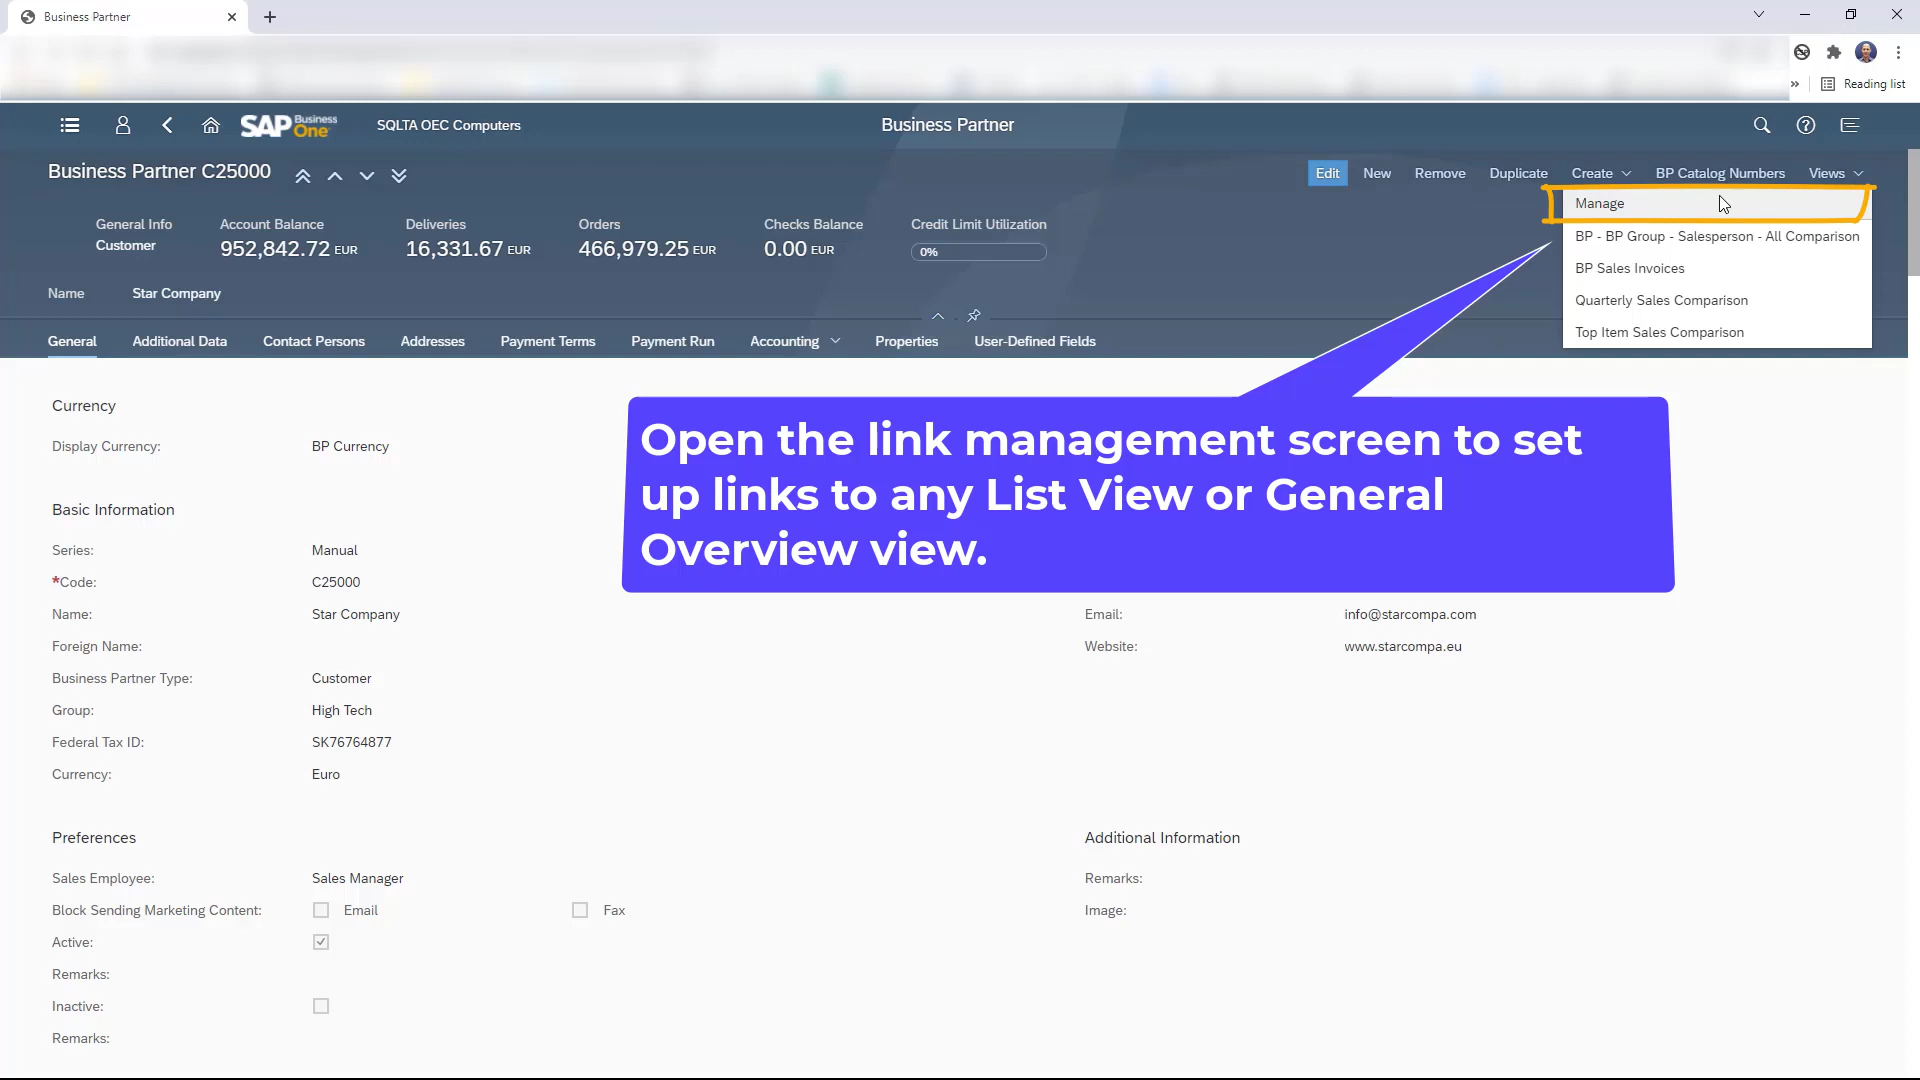 Business Partner
Reading list
SAP Business One
SQLTA OEC Computers
Business Partner
Business Partner C25000
Edit New Remove Duplicate Create BP Catalog Numbers Views
Manage
BP - BP Group - Salesperson - All Comparison
BP Sales Invoices
Quarterly Sales Comparison
Top Item Sales Comparison
General Info Account Balance Deliveries Orders Checks Balance Credit Limit Utilization
Customer 952,842.72 EUR 16,331.67 EUR 466,979.25 EUR 0.00 EUR 0%
Name Star Company
General Additional Data Contact Persons Addresses Payment Terms Payment Run Accounting Properties User-Defined Fields
Open the link management screen to set
up links to any List View or General
Overview view.
Currency
Display Currency: BP Currency
Basic Information
Series: Manual
*Code: C25000
Name: Star Company
Email: info@starcompa.com
Foreign Name:
Website: www.starcompa.eu
Business Partner Type: Customer
Group: High Tech
Federal Tax ID: SK76764877
Currency: Euro
Preferences
Additional Information
Sales Employee: Sales Manager
Remarks:
Block Sending Marketing Content: Email Fax
Image:
Active:
Remarks:
Inactive:
Remarks: